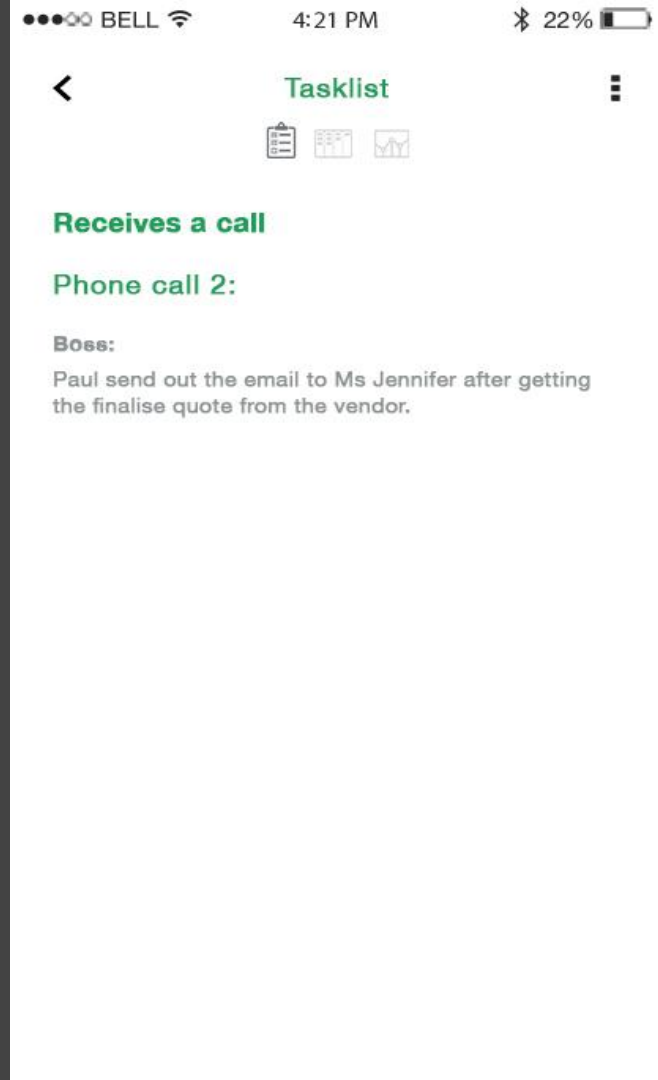 BELL 4:21 PM 22%
Tasklist
Receives a call
Phone call 2:
Boss:
Paul send out the email to Ms Jennifer after getting
the finalise quote from the vendor.